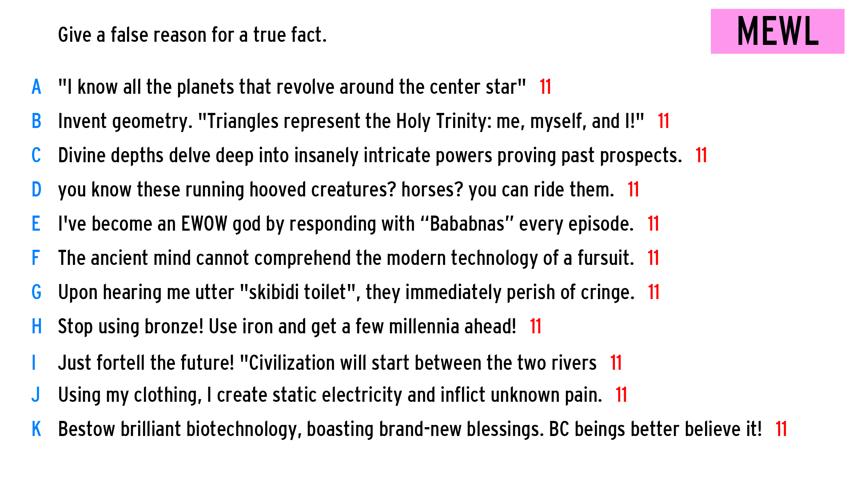 Give a false reason for a true fact.
MEWL
A "I know all the planets that revolve around the center star" 11
B Invent geometry. "Triangles represent the Holy Trinity: me, myself, and I!" 11
C Divine depths delve deep into insanely intricate powers proving past prospects. 11
D you know these running hooved creatures? horses? you can ride them. 11
E I've become an EWOW god by responding with “Bababnas” every episode. 11
F The ancient mind cannot comprehend the modern technology of a fursuit. 11
G Upon hearing me utter "skibidi toilet", they immediately perish of cringe. 11
H Stop using bronze! Use iron and get a few millennia ahead! 11
I Just fortell the future! "Civilization will start between the two rivers 11
J Using my clothing, I create static electricity and inflict unknown pain. 11
K Bestow brilliant biotechnology, boasting brand-new blessings. BC beings better believe it! 11